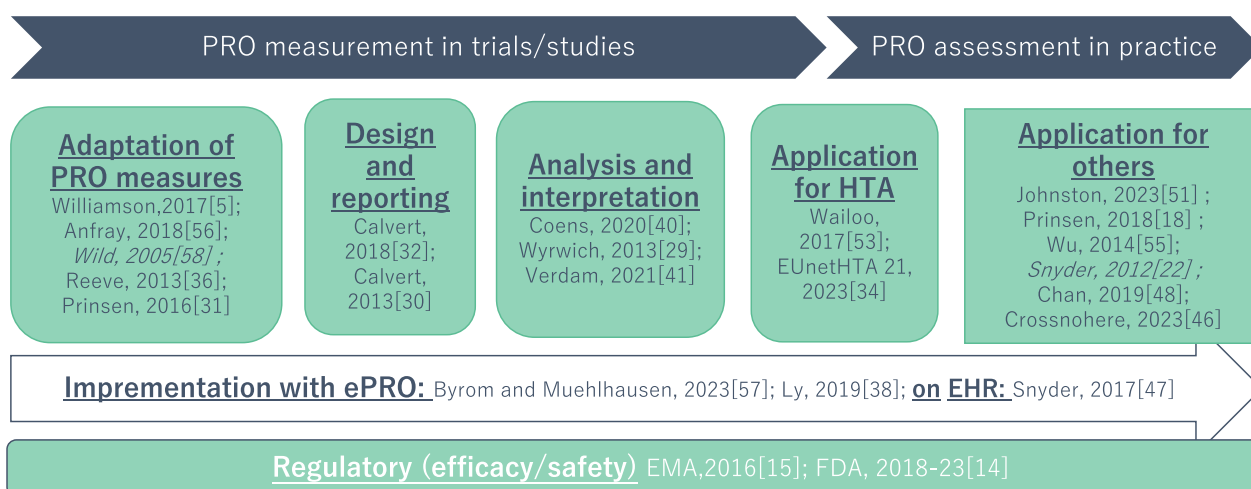 PRO measurement in trials/studies
PRO assessment in practice
Adaptation of
PRO measures
Williamson,2017[5];
Anfray, 2018[56];
Wild, 2005[58] ;
Reeve, 2013[36];
Prinsen, 2016[31]
Design
and
reporting
Calvert,
2018[32];
Calvert,
2013[30]
Analysis and
interpretation
Coens, 2020[40];
Wyrwich, 2013[29];
Verdam, 2021[41]
Application
for HTA
Wailoo,
2017[53];
EUnetHTA 21,
2023[34]
Application for
others
Johnston, 2023[51] ;
Prinsen, 2018[18] ;
Wu, 2014[55];
Snyder, 2012[22] ;
Chan, 2019[48];
Crossnohere, 2023[46]
Imprementation with ePRO: Byrom and Muehlhausen, 2023[57]; Ly, 2019[38]; on EHR: Snyder, 2017[47]
Regulatory (efficacy/safety) EMA,2016[15]; FDA, 2018-23[14]